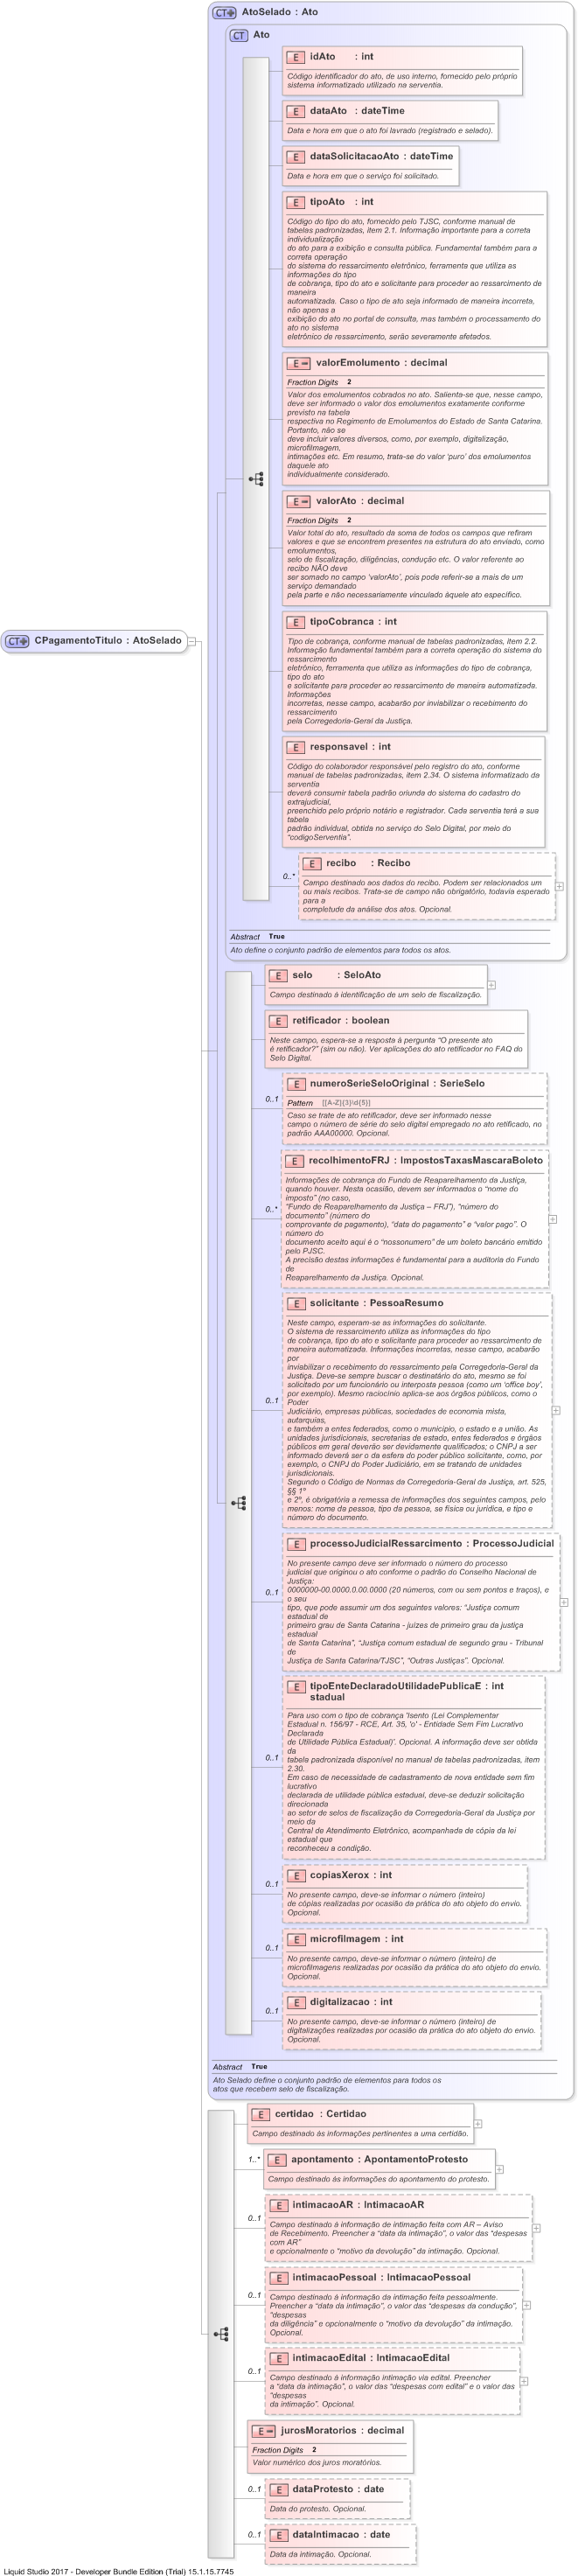 AtoSelado : Ato
Ato
idAto : int
Código identificador do ato, de uso interno, fornecido pelo próprio
sistema informatizado utilizado na serventia.
dataAto : dateTime
Data e hora em que o ato foi lavrado (registrado e selado).
dataSolicitacaoAto : dateTime
Data e hora em que o serviço foi solicitado.
tipoAto : int
Código do tipo do ato, fornecido pelo TJSC, conforme manual de
tabelas padronizadas, item 2.1. Informação importante para a correta
individualização
do ato para a exibição e consulta pública. Fundamental também para a
correta operação
do sistema do ressarcimento eletrônico, ferramenta que utiliza as
informações do tipo
de cobrança, tipo do ato e solicitante para proceder ao ressarcimento de
maneira
automatizada. Caso o tipo de ato seja informado de maneira incorreta,
não apenas a
exibição do ato no portal de consulta, mas também o processamento do
ato no sistema
eletrônico de ressarcimento, serão severamente afetados.
valorEmolumento : decimal
Fraction Digits 2
Valor dos emolumentos cobrados no ato. Salienta-se que, nesse campo,
deve ser informado o valor dos emolumentos exatamente conforme
previsto na tabela
respectiva no Regimento de Emolumentos do Estado de Santa Catarina.
Portanto, não se
deve incluir valores diversos, como, por exemplo, digitalização,
microfilmagem,
intimações etc. Em resumo, trata-se do valor 'puro' dos emolumentos
daquele ato
individualmente considerado.
valorAto : decimal
Fraction Digits 2
Valor total do ato, resultado da soma de todos os campos que refiram
valores e que se encontrem presentes na estrutura do ato enviado, como
emolumentos,
selo de fiscalização, diligências, condução etc. O valor referente ao
recibo NÃO deve
ser somado no campo 'valorAto', pois pode referir-se a mais de um
serviço demandado
pela parte e não necessariamente vinculado àquele ato específico.
CPagamentoTitulo : AtoSelado
tipoCobranca : int
Tipo de cobrança, conforme manual de tabelas padronizadas, item 2.2.
Informação fundamental também para a correta operação do sistema do
ressarcimento
eletrônico, ferramenta que utiliza as informações do tipo de cobrança,
tipo do ato
e solicitante para proceder ao ressarcimento de maneira automatizada.
Informações
incorretas, nesse campo, acabarão por inviabilizar o recebimento do
ressarcimento
pela Corregedoria-Geral da Justiça.
responsavel : int
Código do colaborador responsável pelo registro do ato, conforme
manual de tabelas padronizadas, item 2.34. O sistema informatizado da
serventia
deverá consumir tabela padrão oriunda do sistema do cadastro do
extrajudicial,
preenchido pelo próprio notário e registrador. Cada serventia terá a sua
tabela
padrão individual, obtida no serviço do Selo Digital, por meio do
"codigoServentia".
0..*
recibo : Recibo
Campo destinado aos dados do recibo. Podem ser relacionados um
ou mais recibos. Trata-se de campo não obrigatório, todavia esperado
para a
completude da análise dos atos. Opcional.
Abstract True
Ato define o conjunto padrão de elementos para todos os atos.
selo : SeloAto
Campo destinado à identificação de um selo de fiscalização.
retificador : boolean
Neste campo, espera-se a resposta à pergunta "O presente ato
é retificador?" (sim ou não). Ver aplicações do ato retificador no FAQ do
Selo Digital.
0..1
numeroSerieSeloOriginal : SerieSelo
Pattern [[A-Z]{3}\d{5}]
Caso se trate de ato retificador, deve ser informado nesse
campo o número de série do selo digital empregado no ato retificado, no
padrão AAA00000. Opcional.
0..*
recolhimentoFRJ : ImpostosTaxasMascaraBoleto
Informações de cobrança do Fundo de Reaparelhamento da Justiça,
quando houver. Nesta ocasião, devem ser informados o "nome do
imposto" (no caso,
"Fundo de Reaparelhamento da Justiça – FRJ"), "número do
documento" (número do
comprovante de pagamento), "data do pagamento" e "valor pago". O
número do
documento aceito aqui é o "nossonumero" de um boleto bancário emitido
pelo PJSC.
A precisão destas informações é fundamental para a auditoria do Fundo
de
Reaparelhamento da Justiça. Opcional.
0..1
solicitante : PessoaResumo
Neste campo, esperam-se as informações do solicitante.
O sistema de ressarcimento utiliza as informações do tipo
de cobrança, tipo do ato e solicitante para proceder ao ressarcimento de
maneira automatizada. Informações incorretas, nesse campo, acabarão
por
inviabilizar o recebimento do ressarcimento pela Corregedoria-Geral da
Justiça. Deve-se sempre buscar o destinatário do ato, mesmo se foi
solicitado por um funcionário ou interposta pessoa (como um 'office boy',
por exemplo). Mesmo raciocínio aplica-se aos órgãos públicos, como o
Poder
Judiciário, empresas públicas, sociedades de economia mista,
autarquias,
e também a entes federados, como o município, o estado e a união. As
unidades jurisdicionais, secretarias de estado, entes federados e órgãos
públicos em geral deverão ser devidamente qualificados; o CNPJ a ser
informado deverá ser o da esfera do poder público solicitante, como, por
exemplo, o CNPJ do Poder Judiciário, em se tratando de unidades
jurisdicionais.
Segundo o Código de Normas da Corregedoria-Geral da Justiça, art. 525,
§§ 1º
e 2º, é obrigatória a remessa de informações dos seguintes campos, pelo
menos: nome da pessoa, tipo da pessoa, se física ou jurídica, e tipo e
número do documento.
0..1
processoJudicialRessarcimento : ProcessoJudicial
No presente campo deve ser informado o número do processo
judicial que originou o ato conforme o padrão do Conselho Nacional de
Justiça:
0000000-00.0000.0.00.0000 (20 números, com ou sem pontos e traços), e
o seu
tipo, que pode assumir um dos seguintes valores: "Justiça comum
estadual de
primeiro grau de Santa Catarina - juízes de primeiro grau da justiça
estadual
de Santa Catarina", "Justiça comum estadual de segundo grau - Tribunal
de
Justiça de Santa Catarina/TJSC", "Outras Justiças". Opcional.
0..1
tipoEnteDeclaradoUtilidadePublicaE : int
stadual
Para uso com o tipo de cobrança 'Isento (Lei Complementar
Estadual n. 156/97 - RCE, Art. 35, 'o' - Entidade Sem Fim Lucrativo
Declarada
de Utilidade Pública Estadual)'. Opcional. A informação deve ser obtida
da
tabela padronizada disponível no manual de tabelas padronizadas, item
2.30.
Em caso de necessidade de cadastramento de nova entidade sem fim
lucrativo
declarada de utilidade pública estadual, deve-se deduzir solicitação
direcionada
ao setor de selos de fiscalização da Corregedoria-Geral da Justiça por
meio da
Central de Atendimento Eletrônico, acompanhada de cópia da lei
estadual que
reconheceu a condição.
0..1
copiasXerox : int
No presente campo, deve-se informar o número (inteiro)
de cópias realizadas por ocasião da prática do ato objeto do envio.
Opcional.
0..1
microfilmagem : int
No presente campo, deve-se informar o número (inteiro) de
microfilmagens realizadas por ocasião da prática do ato objeto do envio.
Opcional.
0..1
digitalizacao : int
No presente campo, deve-se informar o número (inteiro) de
digitalizações realizadas por ocasião da prática do ato objeto do envio.
Opcional.
Abstract True
Ato Selado define o conjunto padrão de elementos para todos os
atos que recebem selo de fiscalização.
certidao : Certidao
Campo destinado às informações pertinentes a uma certidão.
1..*
apontamento : ApontamentoProtesto
Campo destinado às informações do apontamento do protesto.
0..1
intimacaoAR : IntimacaoAR
Campo destinado à informação de intimação feita com AR – Aviso
de Recebimento. Preencher a "data da intimação", o valor das "despesas
com AR"
e opcionalmente o "motivo da devolução" da intimação. Opcional.
0..1
intimacaoPessoal : IntimacaoPessoal
Campo destinado à informação da intimação feita pessoalmente.
Preencher a "data da intimação", o valor das "despesas da condução",
"despesas
da diligência" e opcionalmente o "motivo da devolução" da intimação.
Opcional.
0..1
intimacaoEdital : IntimacaoEdital
Campo destinado à informação intimação via edital. Preencher
a "data da intimação", o valor das "despesas com edital" e o valor das
"despesas
da intimação". Opcional.
jurosMoratorios : decimal
Fraction Digits 2
Valor numérico dos juros moratórios.
0..1
dataProtesto : date
Data do protesto. Opcional.
0..1
dataIntimacao : date
Data da intimação. Opcional.
Liquid Studio 2017 - Developer Bundle Edition (Trial) 15.1.15.7745